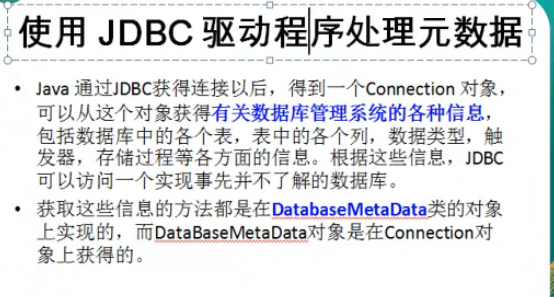 使用 JDBC 驱动程序处理元数据
• Java 通过JDBC获得连接以后，得到一个Connection 对象，
可以从这个对象获得有关数据库管理系统的各种信息，
包括数据库中的各个表，表中的各个列，数据类型，触
发器，存储过程等各方面的信息。根据这些信息，JDBC
可以访问一个实现事先并不了解的数据库。
• 获取这些信息的方法都是在DatabaseMetaData类的对象
上实现的，而DataBaseMetaData对象是在Connection对
象上获得的。